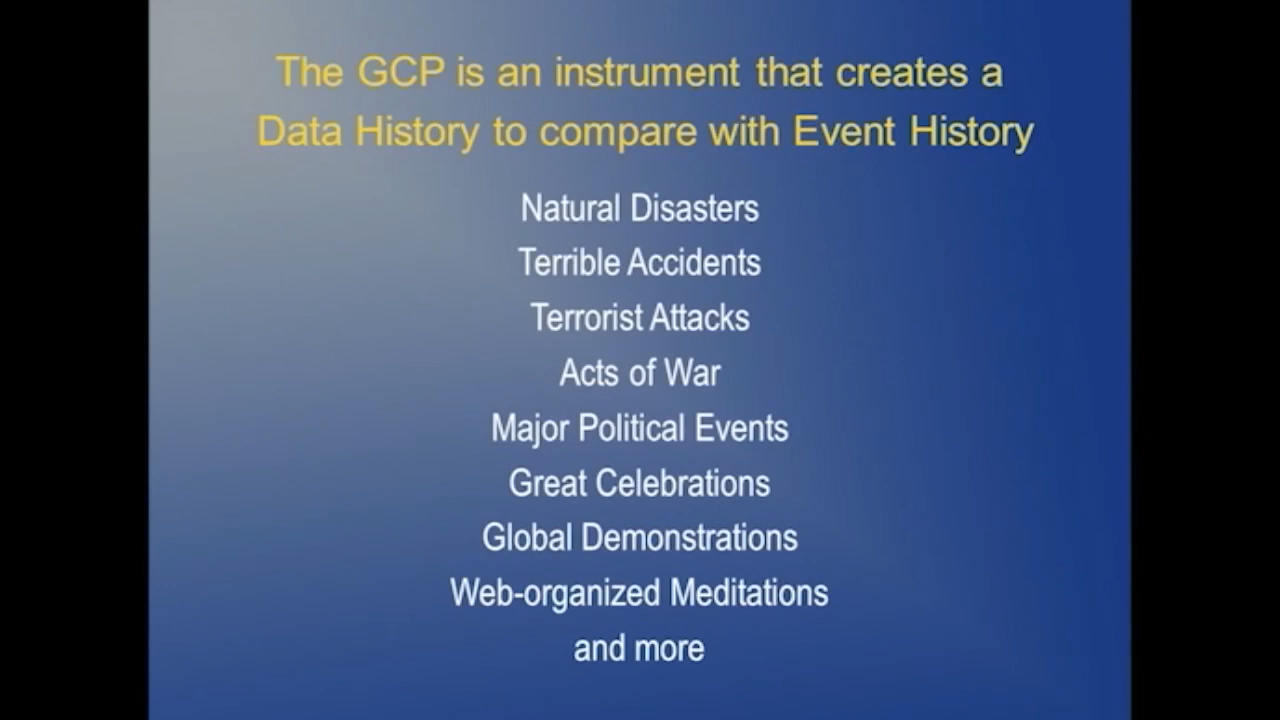 The GCP is an instrument that creates a
Data History to compare with Event History
Natural Disasters
Terrible Accidents
Terrorist Attacks
Acts of War
Major Political Events
Great Celebrations
Global Demonstrations
Web-organized Meditations
and more